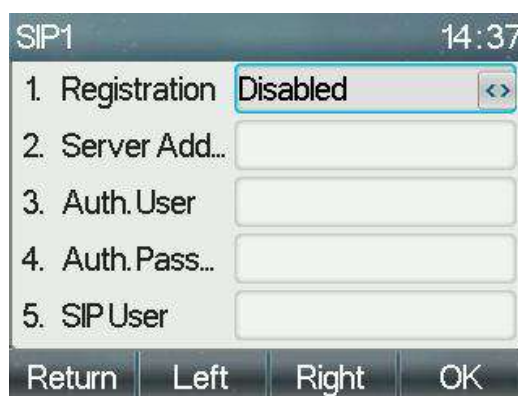 SIP1 14:37
1. Registration Disabled
2. Server Add...
3. Auth. User
4. Auth. Pass...
5. SIP User
Return Left Right OK